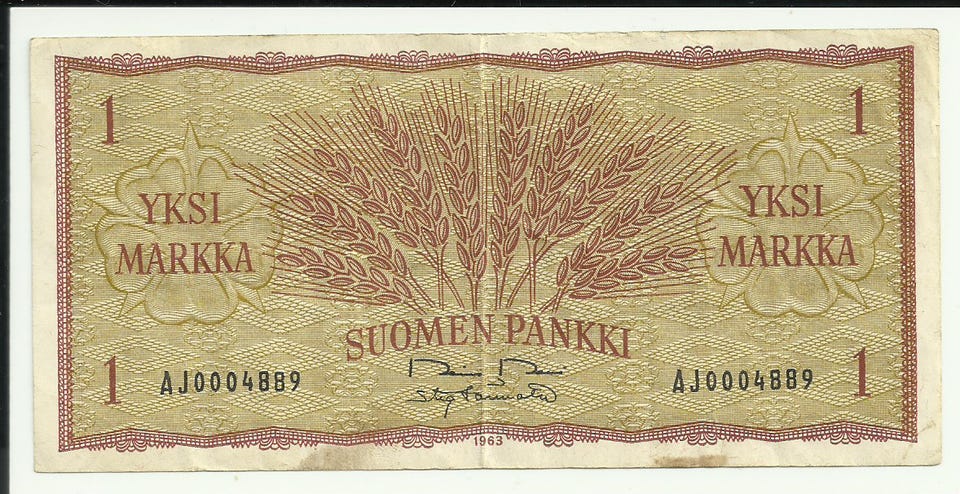 1
1
YKSI
MARKKA
YKSI
MARKKA
SUOMEN PANKKI
1
AJ0004889
AJ0004889
1
1963